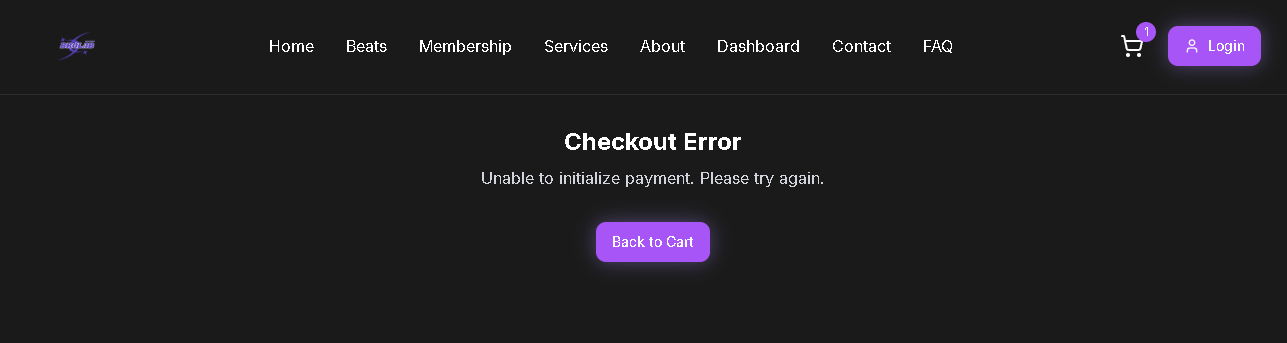 Home Beats Membership Services About Dashboard Contact FAQ 1 Login
Checkout Error
Unable to initialize payment. Please try again.
Back to Cart